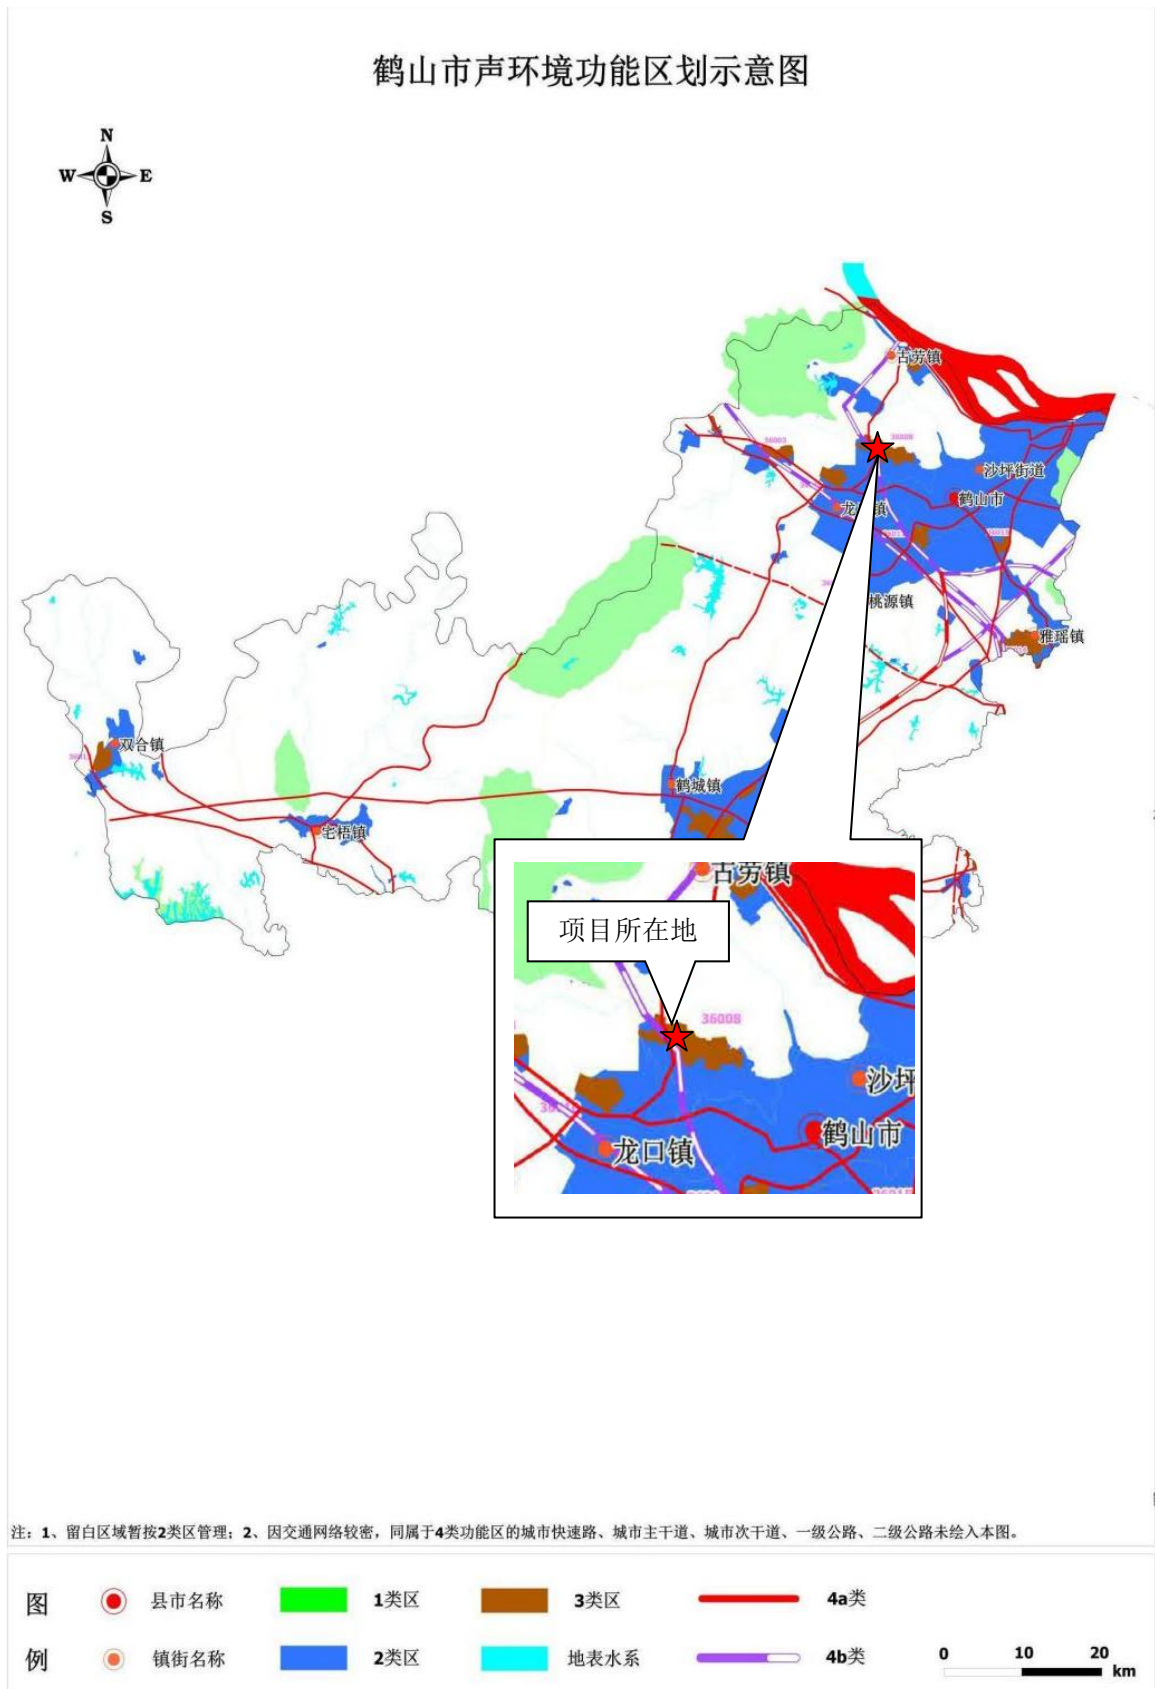 鹤山市声环境功能区划示意图
N
W E
S
古劳镇
36003
36008
沙坪街道
鹤山市
桃源镇
雅瑶镇
双合镇
鹤城镇
宅梧镇
古劳镇
项目所在地
36008
沙坪
鹤山市
龙口镇
注：1、留白区域暂按2类区管理；2、因交通网络较密，同属于4类功能区的城市快速路、城市主干道、城市次干道、一级公路、二级公路未绘入本图。
图 县市名称 1类区 3类区 4a类
例 镇街名称 2类区 地表水系 4b类
0 10 20
km